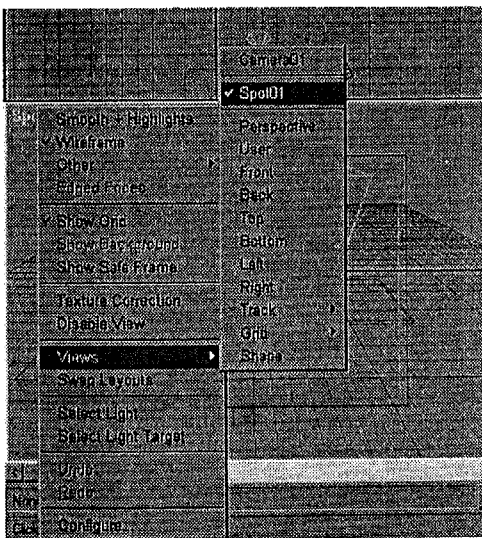 Camera01
Spot01
Perspective
User
Front
Back
Top
Bottom
Left
Right
Track
Grid
Shape
Smooth + Highlights
Wireframe
Other
Edged Faces
Show Grid
Show Background
Show Safe Frame
Texture Correction
Disable View
Views
Swap Layouts
Select Light
Select Light Target
Undo
Redo
Configure...